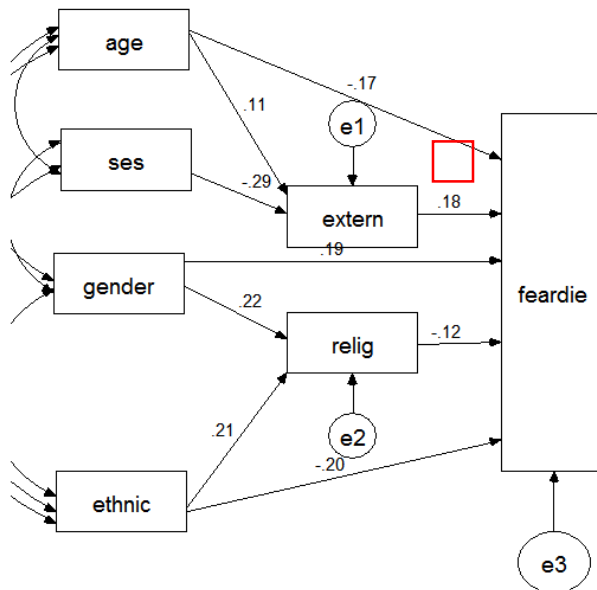 age
-.17
.11
e1
ses
-.29
extern
.18
.19
gender
feardie
.22
relig
-.12
.21
e2
-.20
ethnic
e3